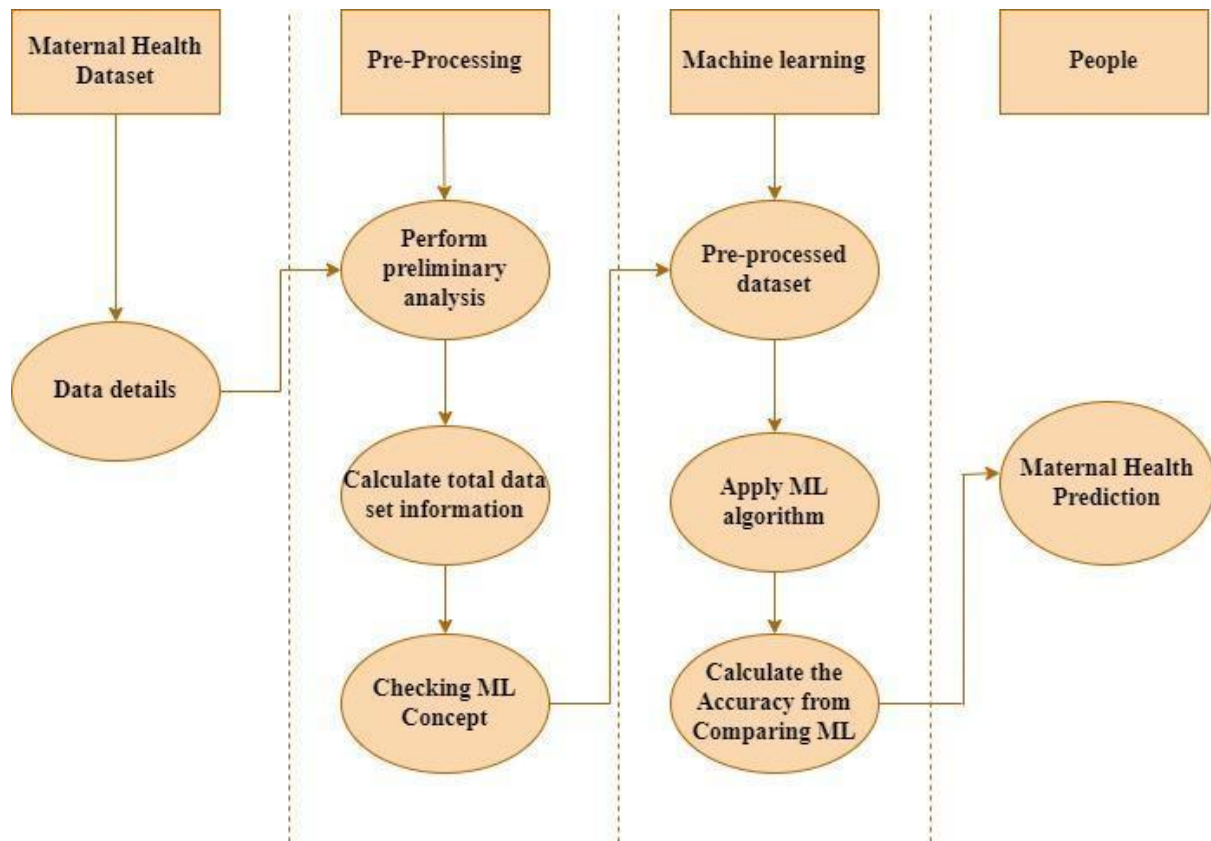 Maternal Health
Dataset
Pre-Processing
Machine learning
People
Perform
preliminary
analysis
Pre-processed
dataset
Data details
Calculate total data
set information
Apply ML
algorithm
Maternal Health
Prediction
Checking ML
Concept
Calculate the
Accuracy from
Comparing ML